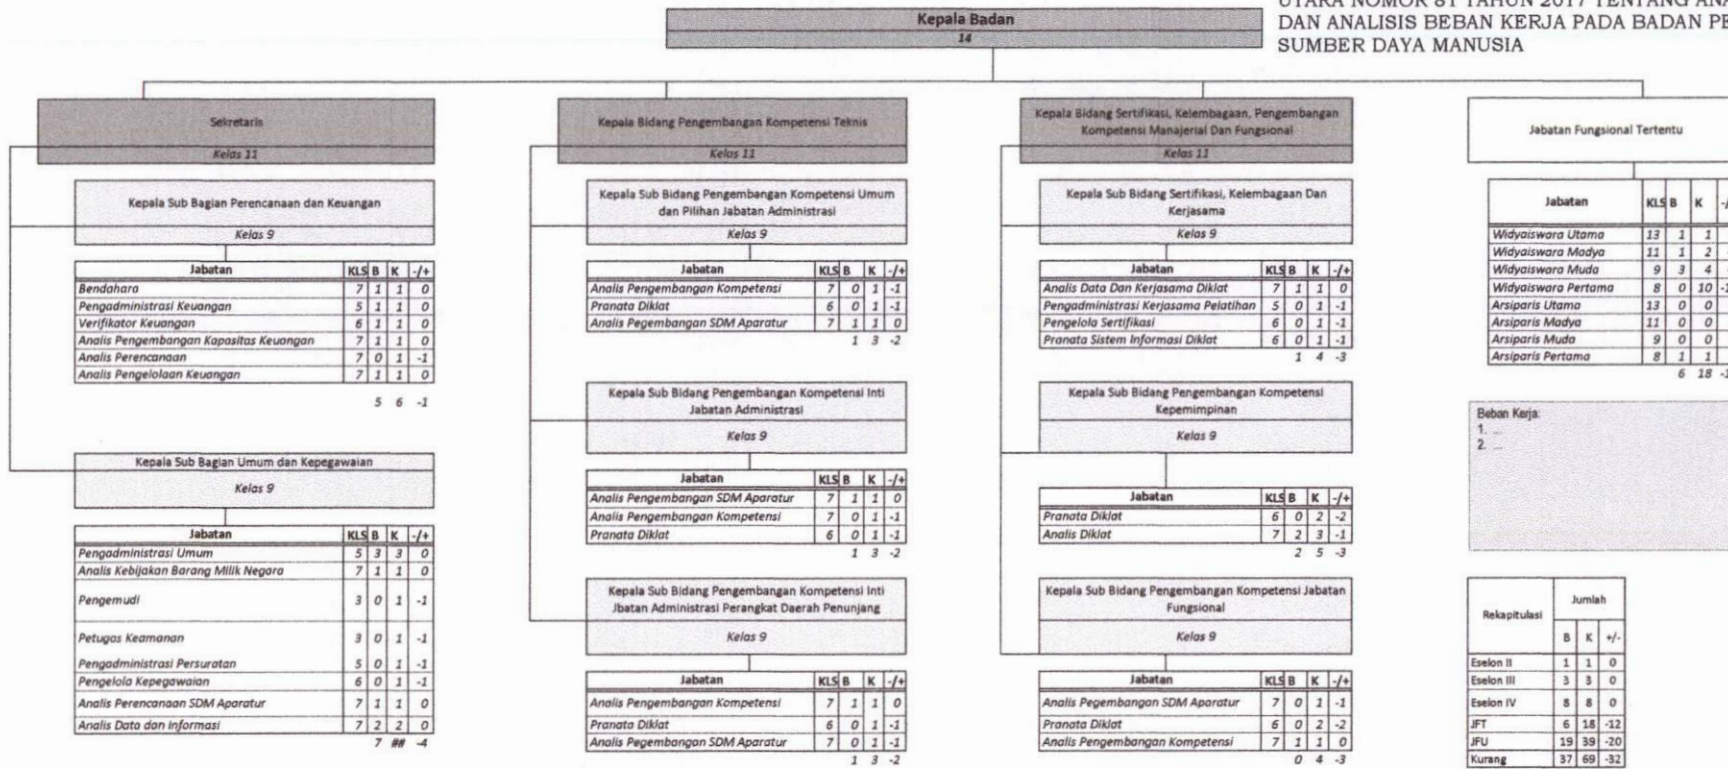 UTARA NOMOR 81 TAHUN 2017 TENTANG
DAN ANALISIS BEBAN KERJA PADA BADAN
SUMBER DAYA MANUSIA
Kepala Badan
14
Sekretaris
Kelas 11
Kepala Sub Bagian Perencanaan dan Keuangan
Kelas 9
Jabatan KLS B K -/+
Bendahara 7 1 1 0
Pengadministrasi Keuangan 5 1 1 0
Verifikator Keuangan 6 1 1 0
Analis Pengembangan Kapasitas Keuangan 7 1 1 0
Analis Perencanaan 7 0 1 -1
Analis Pengelolaan Keuangan 7 1 1 0
5 6 -1
Kepala Sub Bagian Umum dan Kepegawaian
Kelas 9
Jabatan KLS B K -/+
Pengadministrasi Umum 5 3 3 0
Analis Kebijakan Barang Milik Negara 7 1 1 0
Pengemudi 3 0 1 -1
Petugas Keamanan 3 0 1 -1
Pengadministrasi Persuratan 5 0 1 -1
Pengelola Kepegawaian 6 0 1 -1
Analis Perencanaan SDM Aparatur 7 1 1 0
Analis Data dan Informasi 7 2 2 0
7 ## -4
Kepala Bidang Pengembangan Kompetensi Teknis
Kelas 11
Kepala Sub Bidang Pengembangan Kompetensi Umum
dan Pilihan Jabatan Administrasi
Kelas 9
Jabatan KLS B K -/+
Analis Pengembangan Kompetensi 7 0 1 -1
Pranata Diklat 6 0 1 -1
Analis Pegembangan SDM Aparatur 7 1 1 0
1 3 -2
Kepala Sub Bidang Pengembangan Kompetensi Inti
Jabatan Administrasi
Kelas 9
Jabatan KLS B K -/+
Analis Pengembangan SDM Aparatur 7 1 1 0
Analis Pengembangan Kompetensi 7 0 1 -1
Pranata Diklat 6 0 1 -1
1 3 -2
Kepala Sub Bidang Pengembangan Kompetensi Inti
Jbatan Administrasi Perangkat Daerah Penunjang
Kelas 9
Jabatan KLS B K -/+
Analis Pengembangan Kompetensi 7 1 1 0
Pranata Diklat 6 0 1 -1
Analis Pegembangan SDM Aparatur 7 0 1 -1
1 3 -2
Kepala Bidang Sertifikasi, Kelembagaan, Pengembangan
Kompetensi Manajerial Dan Fungsional
Kelas 11
Kepala Sub Bidang Sertifikasi, Kelembagaan Dan
Kerjasama
Kelas 9
Jabatan KLS B K -/+
Analis Data Dan Kerjasama Diklat 7 1 1 0
Pengadministrasi Kerjasama Pelatihan 5 0 1 -1
Pengelola Sertifikasi 6 0 1 -1
Pranata Sistem Informasi Diklat 6 0 1 -1
1 4 -3
Kepala Sub Bidang Pengembangan Kompetensi
Kepemimpinan
Kelas 9
Jabatan KLS B K -/+
Pranata Diklat 6 0 2 -2
Analis Diklat 7 2 3 -1
2 5 -3
Kepala Sub Bidang Pengembangan Kompetensi Jabatan
Fungsional
Kelas 9
Jabatan KLS B K -/+
Analis Pegembangan SDM Aparatur 7 0 1 -1
Pranata Diklat 6 0 2 -2
Analis Pengembangan Kompetensi 7 1 1 0
0 4 -3
Jabatan Fungsional Tertentu
Jabatan KLS B K
Widyaiswara Utama 13 1 1
Widyaiswara Madya 11 1 2
Widyaiswara Muda 9 3 4
Widyaiswara Pertama 8 0 10
Arsiparis Utama 13 0 0
Arsiparis Madya 11 0 0
Arsiparis Muda 9 0 0
Arsiparis Pertama 8 1 1
6 18
Beban Kerja:
1. ...
2. ...
Rekapitulasi Jumlah
B K +/-
Eselon II 1 1 0
Eselon III 3 3 0
Eselon IV 8 8 0
JFT 6 18 -12
JFU 19 39 -20
Kurang 37 69 -32